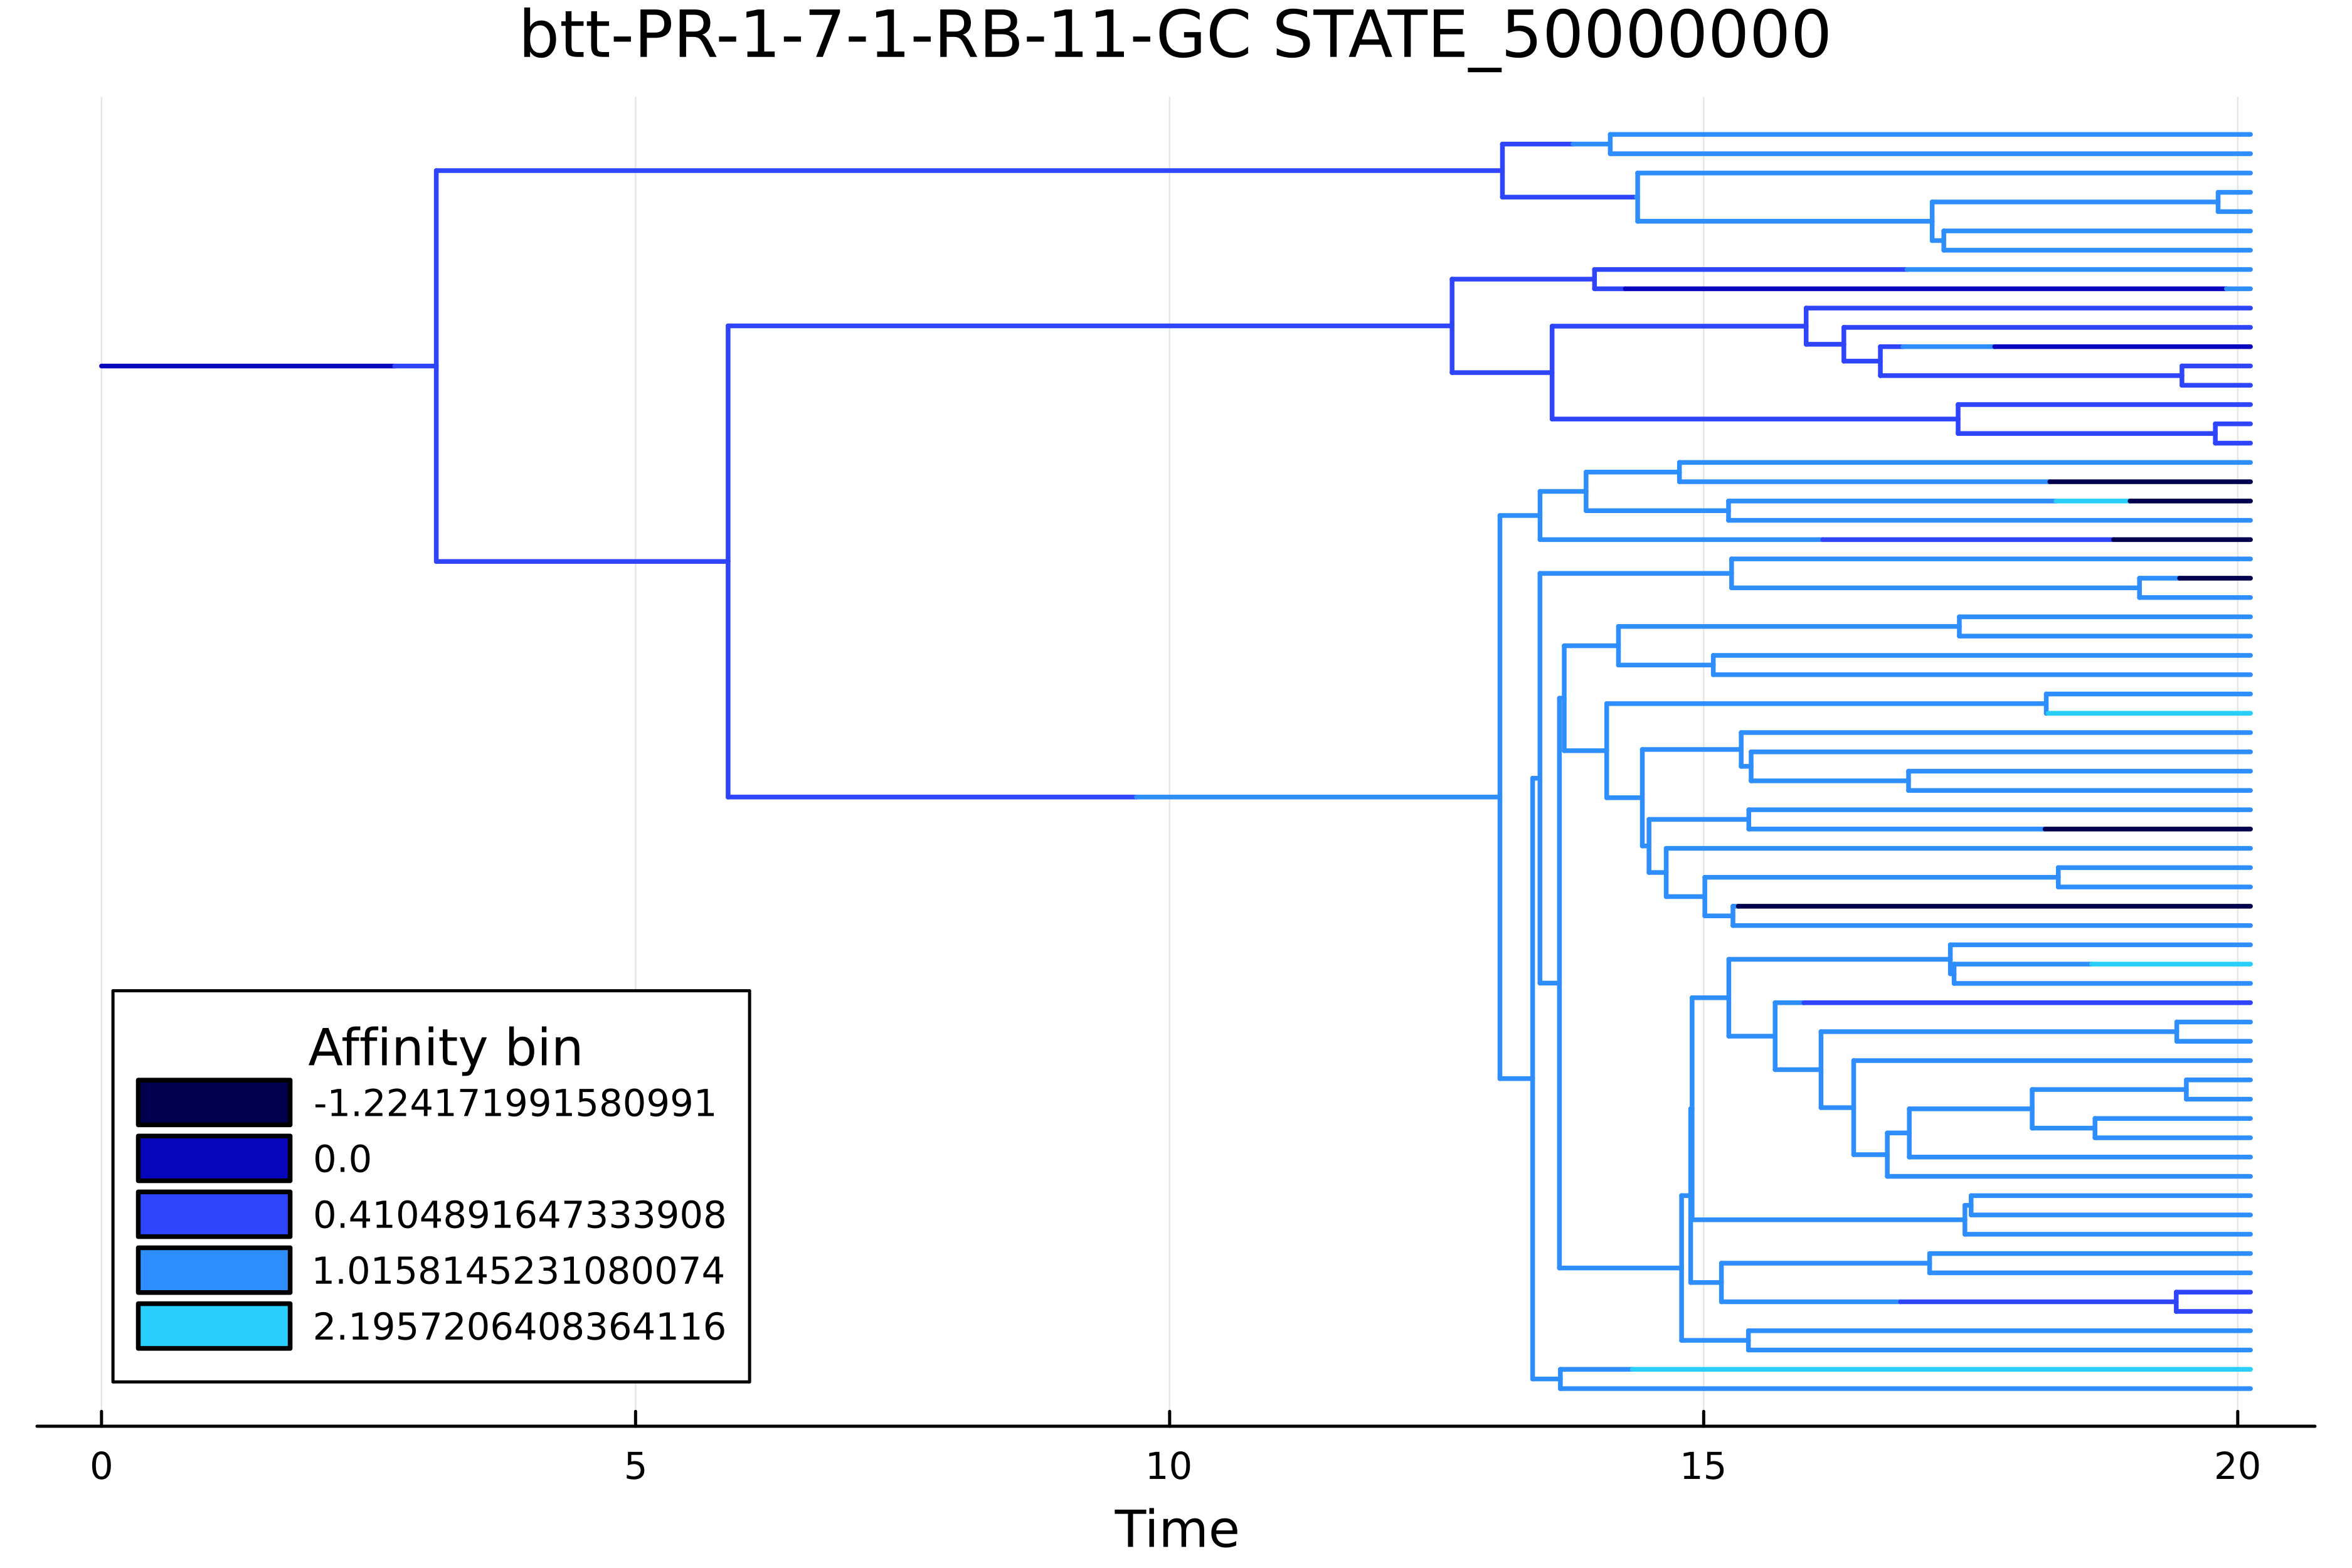 btt-PR-1-7-1-RB-11-GC STATE_50000000
Affinity bin
-1.224171991580991
0.0
0.4104891647333908
1.0158145231080074
2.1957206408364116
0 5 10 15 20
Time